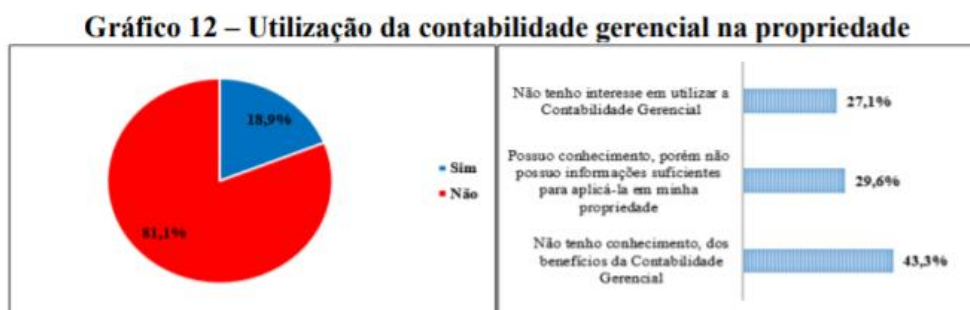 Gráfico 12 – Utilização da contabilidade gerencial na propriedade
18,9%
81,1%
Sim
Não
Não tenho interesse em utilizar a
Contabilidade Gerencial
27,1%
Possuo conhecimento, porém não
possuo informações suficientes
para aplicá-la em minha
propriedade
29,6%
Não tenho conhecimento, dos
benefícios da Contabilidade
Gerencial
43,3%